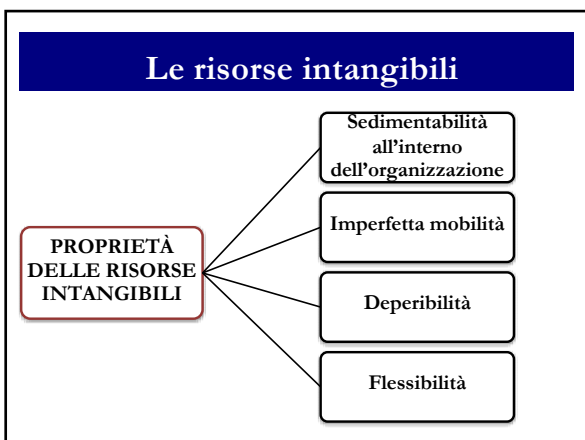 Le risorse intangibili
Sedimentabilità
all'interno
dell'organizzazione
Imperfetta mobilità
PROPRIETÀ
DELLE RISORSE
INTANGIBILI
Deperibilità
Flessibilità